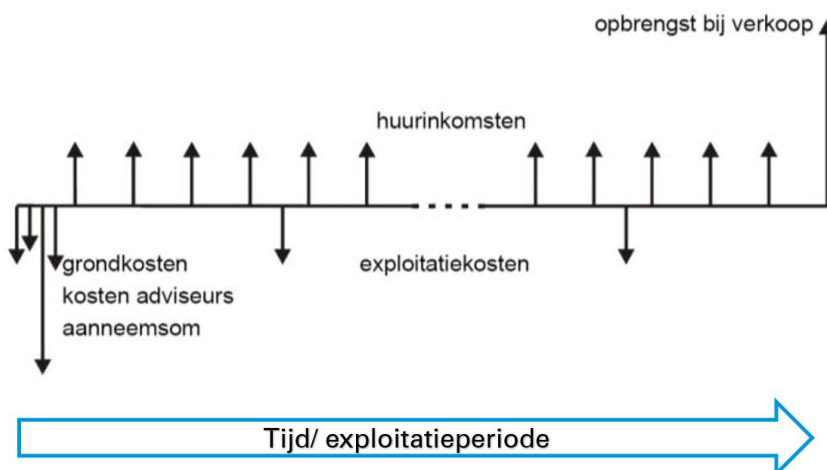 opbrengst bij verkoop
huurinkomsten
grondkosten
exploitatiekosten
kosten adviseurs
aanneemsom
Tijd/ exploitatieperiode